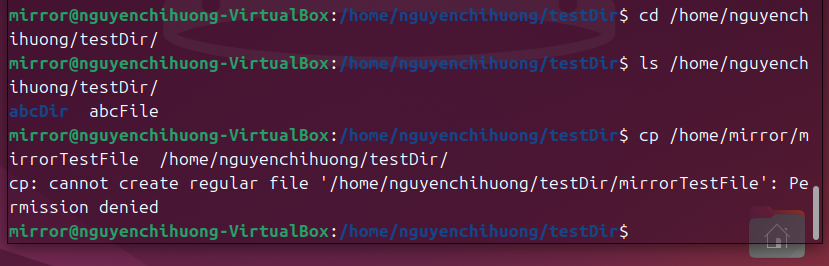 mirror@nguyenchihuong-VirtualBox:/home/nguyenchihuong/testDir$ cd /home/nguyench
ihuong/testDir/
mirror@nguyenchihuong-VirtualBox:/home/nguyenchihuong/testDir$ ls /home/nguyench
ihuong/testDir/
abcDir  abcFile
mirror@nguyenchihuong-VirtualBox:/home/nguyenchihuong/testDir$ cp /home/mirror/m
irrorTestFile  /home/nguyenchihuong/testDir/
cp: cannot create regular file '/home/nguyenchihuong/testDir/mirrorTestFile': Pe
rmission denied
mirror@nguyenchihuong-VirtualBox:/home/nguyenchihuong/testDir$